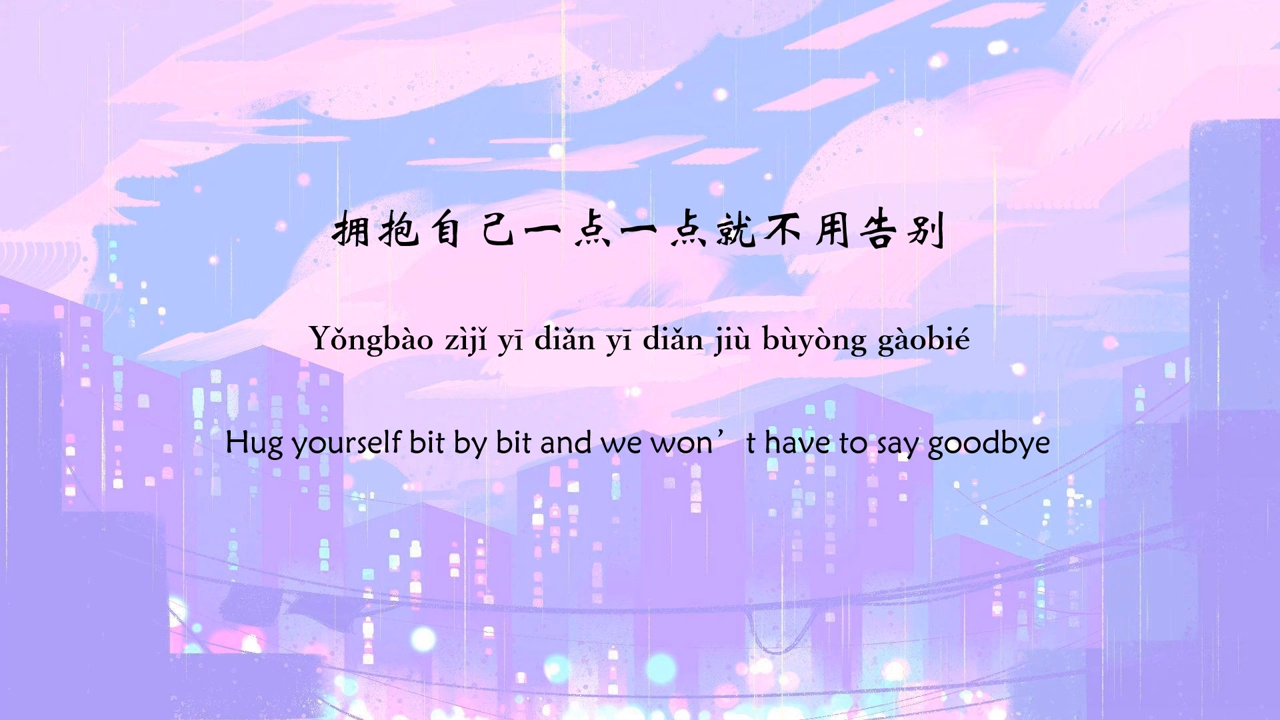 拥抱自己一点一点就不用告别
Yǒngbào zìjǐ yī diǎn yī diǎn jiù bùyòng gàobié
Hug yourself bit by bit and we won’t have to say goodbye